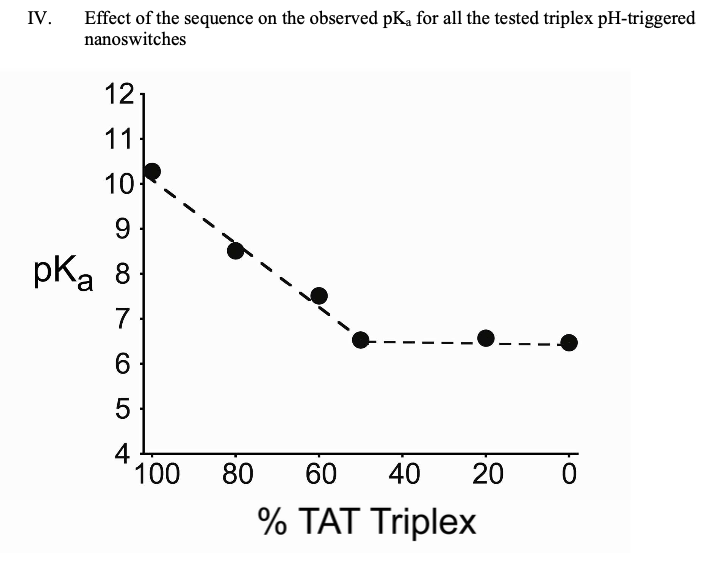 IV. Effect of the sequence on the observed pKₐ for all the tested triplex pH-triggered
nanoswitches
12
11
10
9
pKₐ 8
7
6
5
4
100 80 60 40 20 0
% TAT Triplex